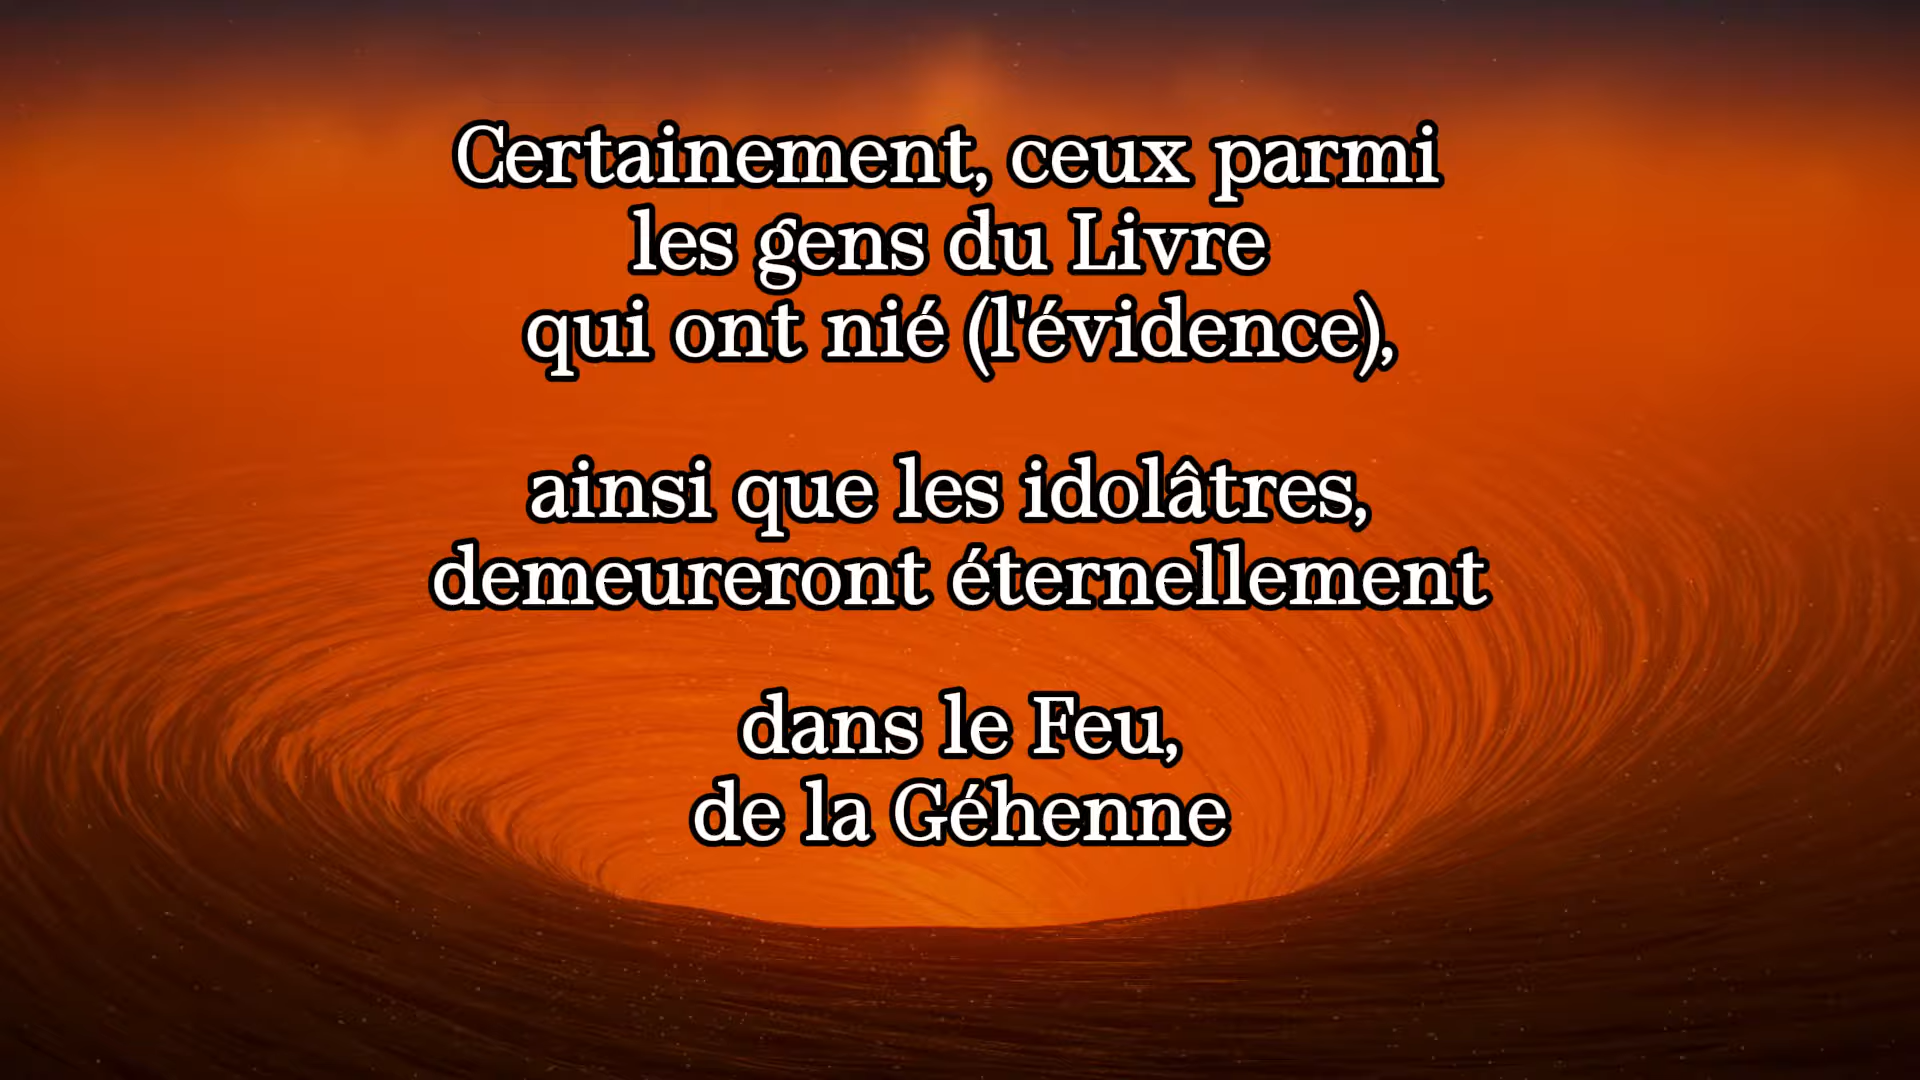 Certainement, ceux parmi
les gens du Livre
qui ont nié (l'évidence),
ainsi que les idolâtres,
demeureront éternellement
dans le Feu,
de la Géhenne